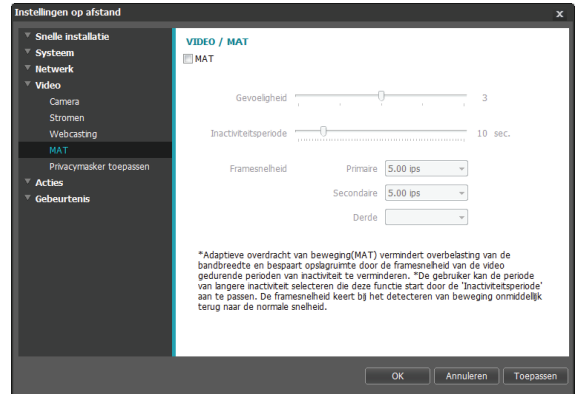 Instellingen op afstand x
Snelle installatie
Systeem
Netwerk
Video
Camera
Stromen
Webcasting
MAT
Privacymasker toepassen
Acties
Gebeurtenis
VIDEO / MAT
MAT
Gevoeligheid 3
Inactiviteitsperiode 10 sec.
Framesnelheid Primaire 5.00 ips
Secondaire 5.00 ips
Derde
*Adaptieve overdracht van beweging(MAT) vermindert overbelasting van de
bandbreedte en bespaart opslagruimte door de framesnelheid van de video
gedurende perioden van inactiviteit te verminderen. *De gebruiker kan de periode
van langere inactiviteit selecteren die deze functie start door de 'Inactiviteitsperiode'
aan te passen. De framesnelheid keert bij het detecteren van beweging onmiddellijk
terug naar de normale snelheid.
OK Annuleren Toepassen